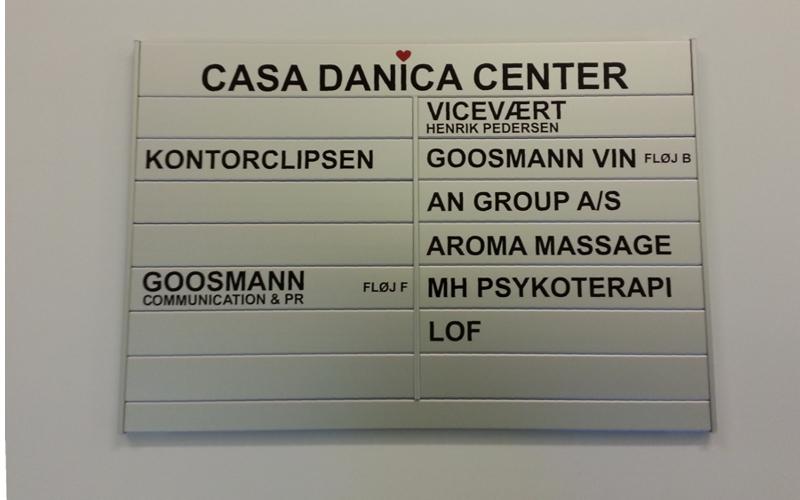 CASA DANICA CENTER
VICEVÆRT
HENRIK PEDERSEN
KONTORCLIPSEN
GOOSMANN VIN FLØJ B
AN GROUP A/S
AROMA MASSAGE
GOOSMANN FLØJ F
COMMUNICATION & PR
MH PSYKOTERAPI
LOF